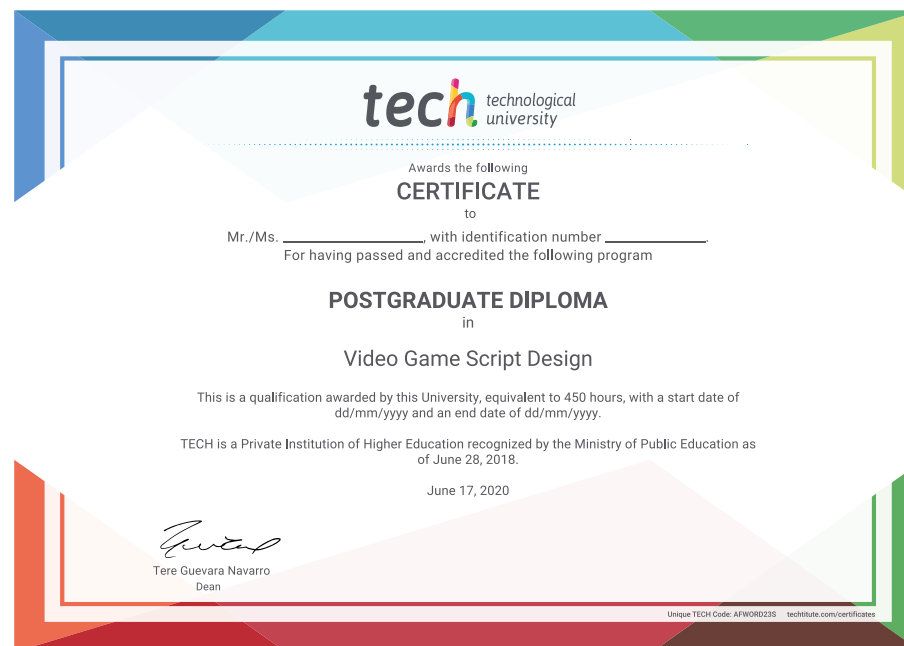 tech technological
university
Awards the following
CERTIFICATE
to
Mr./Ms. ____________, with identification number ____________.
For having passed and accredited the following program
POSTGRADUATE DIPLOMA
in
Video Game Script Design
This is a qualification awarded by this University, equivalent to 450 hours, with a start date of
dd/mm/yyyy and an end date of dd/mm/yyyy.
TECH is a Private Institution of Higher Education recognized by the Ministry of Public Education as
of June 28, 2018.
June 17, 2020
Tere Guevara Navarro
Dean
Unique TECH Code: AFWORD23S techtitute.com/certificates